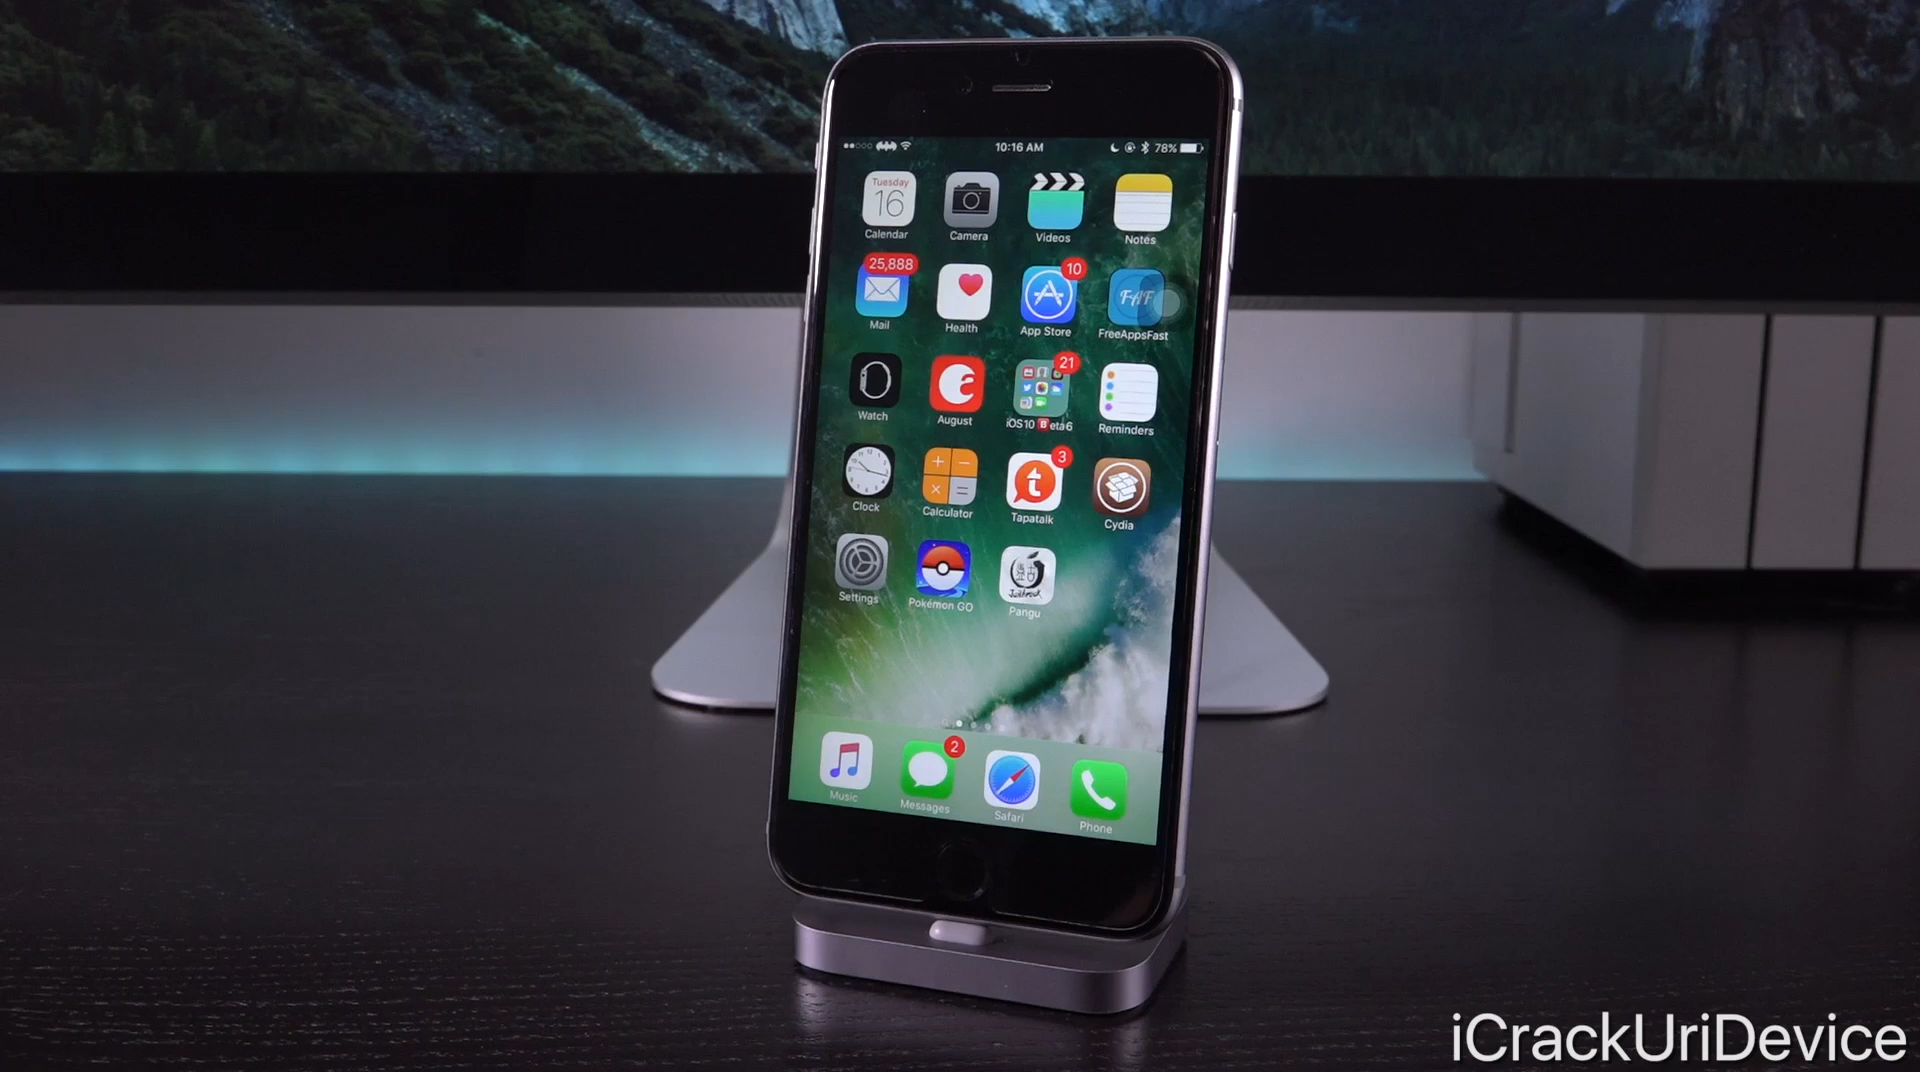 10:16 AM
78%
Tuesday
16
Calendar
Camera
Videos
Notes
25,888
Mail
Health
10
App Store
FAF
FreeAppsFast
Watch
August
21
iOS10 🅱eta6
Reminders
Clock
Calculator
3
Tapatalk
Cydia
Settings
Pokémon GO
Pangu
Music
2
Messages
Safari
Phone
iCrackUriDevice